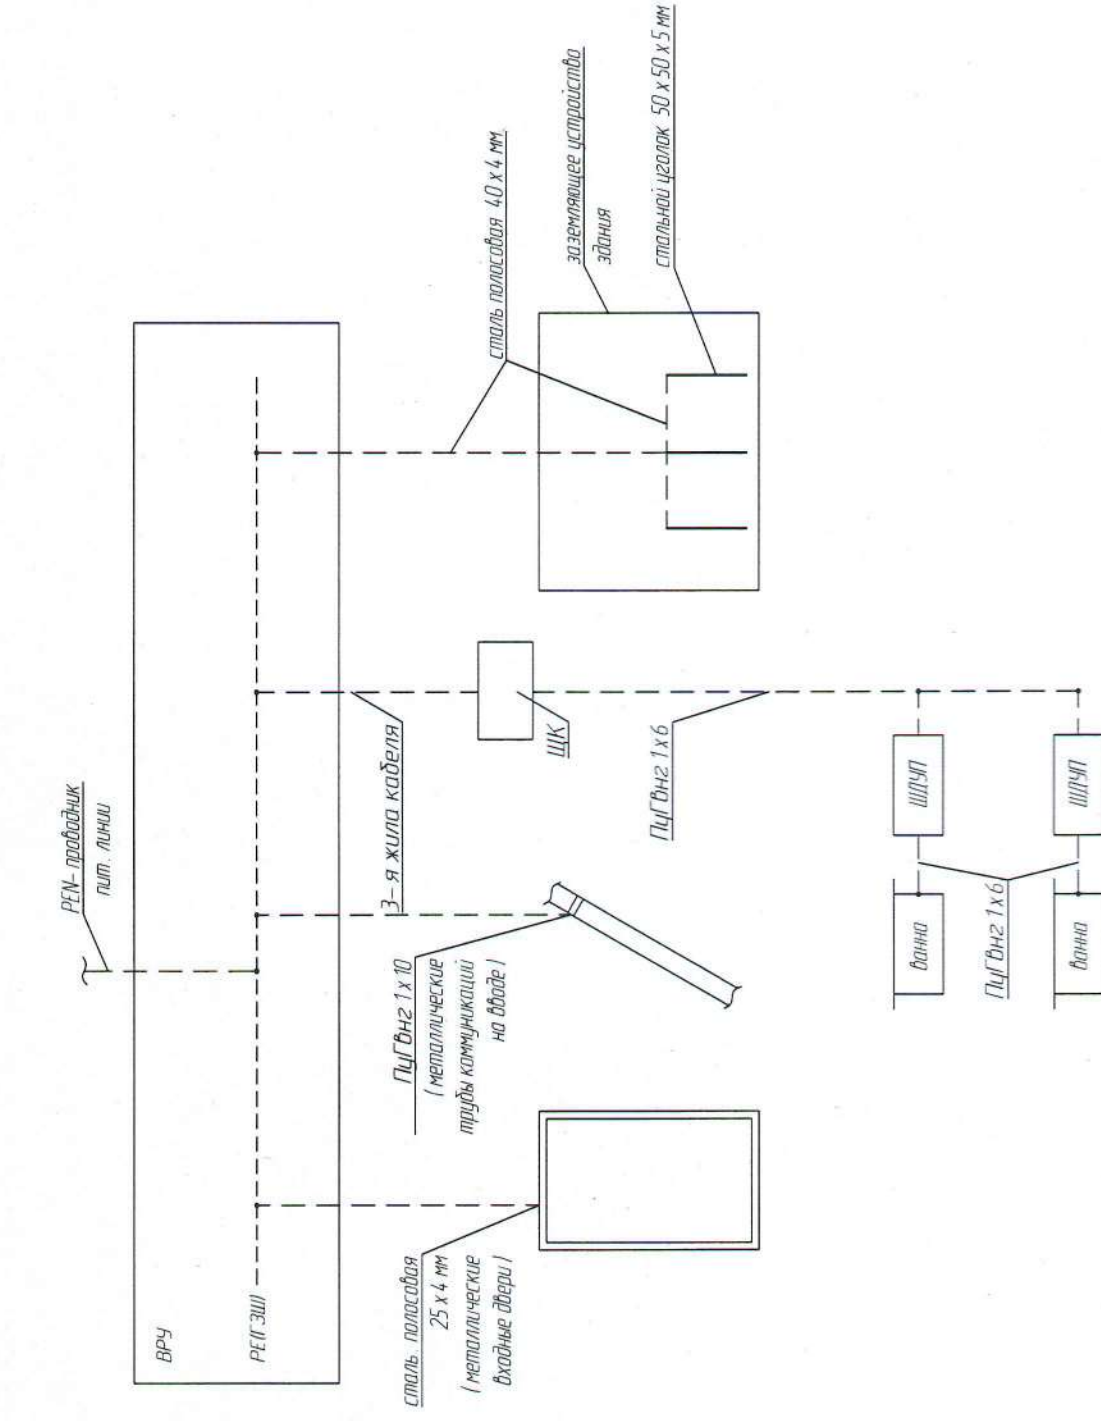 ВРУ
PE(ГЗШ)
PEN-проводник
пит. линии
сталь полосовая
25 х 4 мм
(металлические
входные двери)
ПуГВнг 1х10
(металлические
трубы коммуникаций
на вводе)
3-я жила кабеля
ЩК
ПуГВнг 1х6
сталь полосовая 40 х 4 мм
заземляющее устройство
здания
стальной уголок 50 х 50 х 5 мм
ванна
ШДУП
ПуГВнг 1х6
ванна
ШДУП